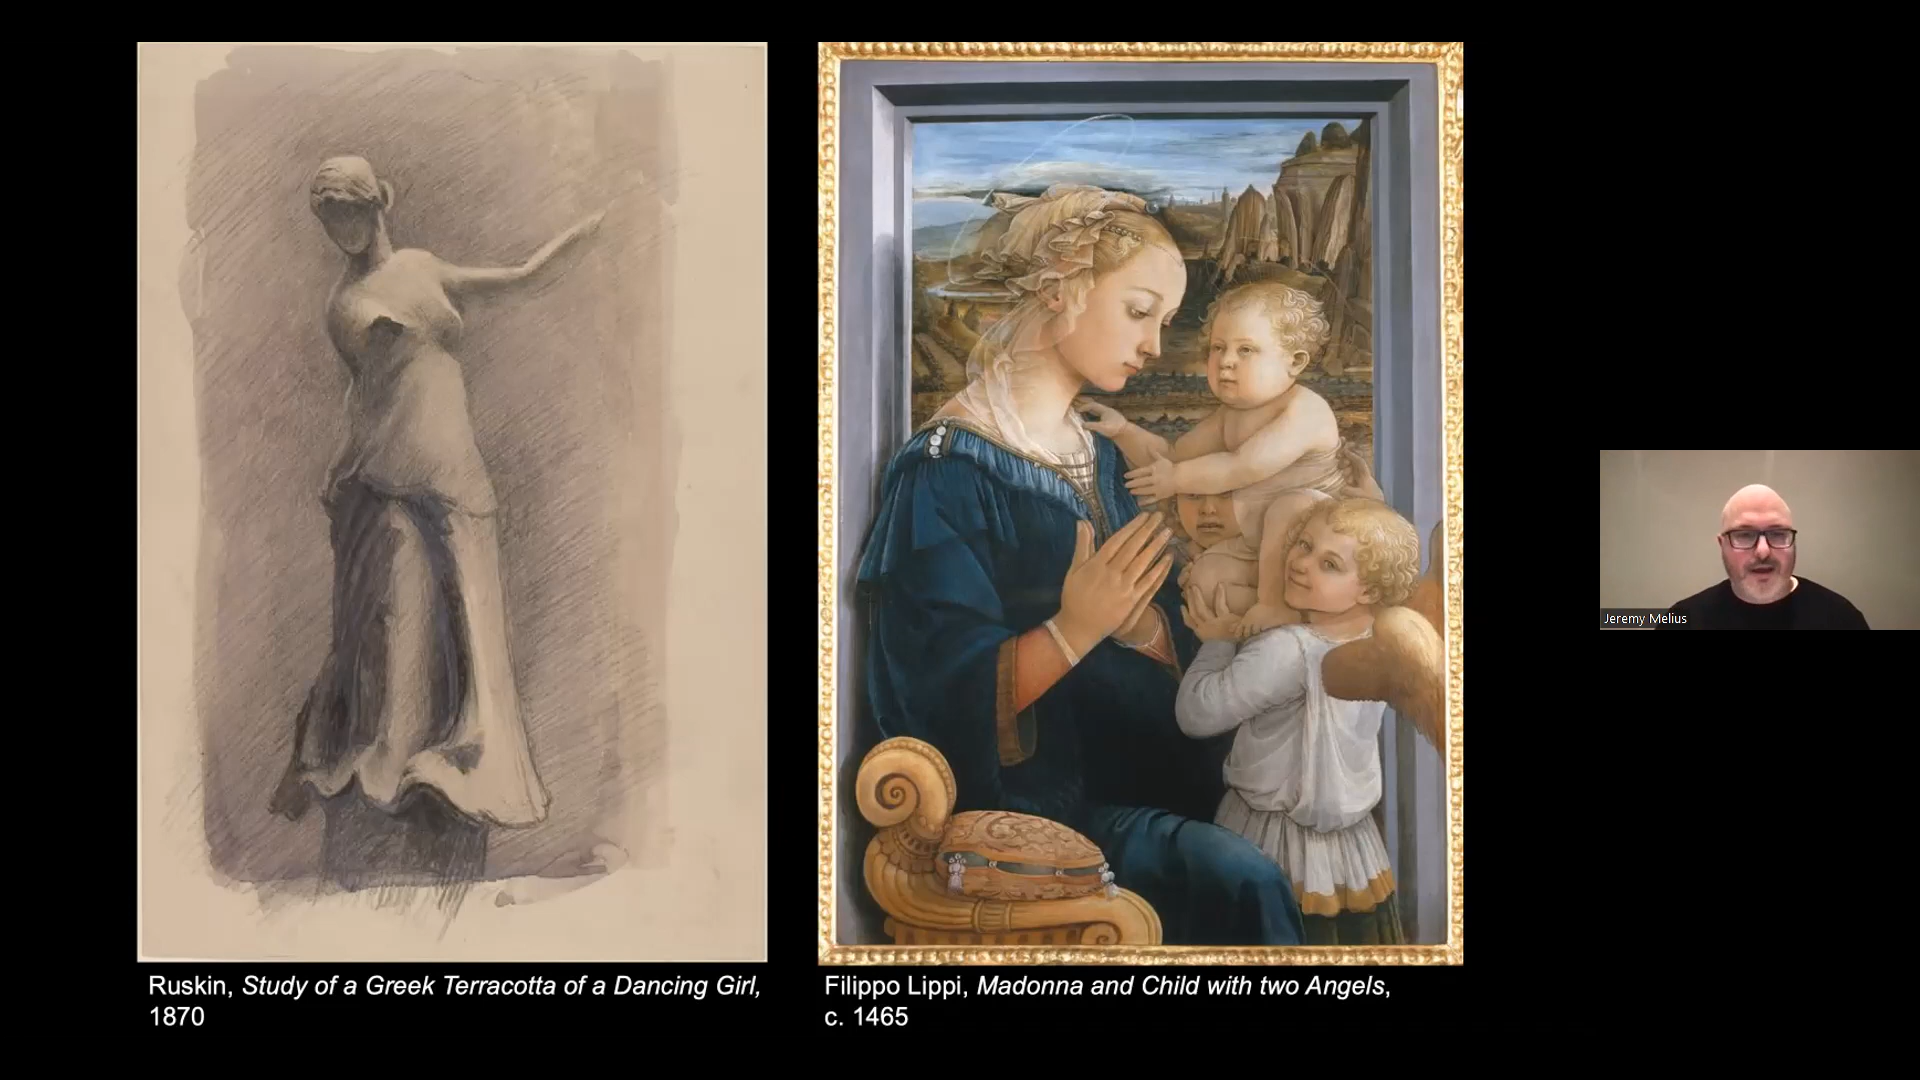 Ruskin, Study of a Greek Terracotta of a Dancing Girl,
1870
Filippo Lippi, Madonna and Child with two Angels,
c. 1465
Jeremy Melius